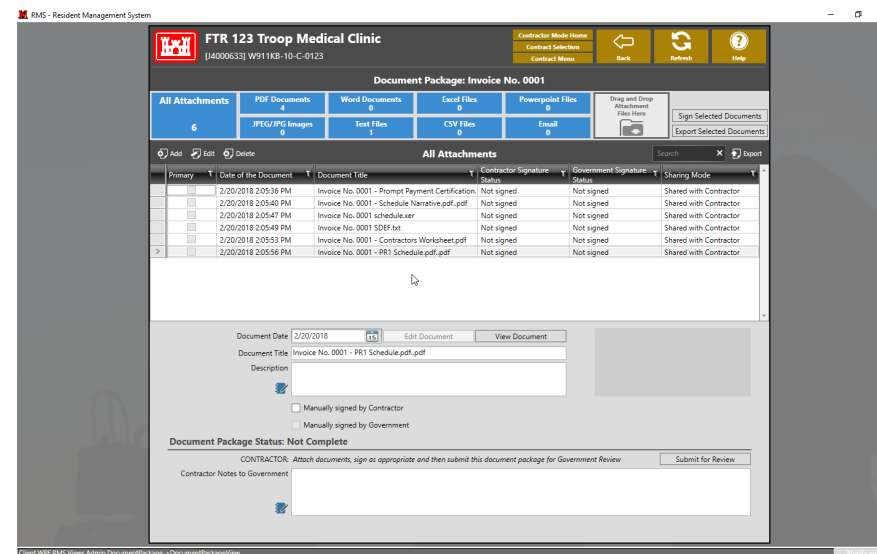 RMS - Resident Management System
FTR 123 Troop Medical Clinic
[J4000633] W911KB-10-C-0123
Contractor Mode Home
Contract Selection
Contract Menu
Back
Refresh
Help
Document Package: Invoice No. 0001
All Attachments
6
PDF Documents
4
Word Documents
0
Excel Files
0
Powerpoint Files
0
JPEG/JPG Images
0
Text Files
1
CSV Files
0
Email
0
Drag and Drop
Attachment
Files Here
Sign Selected Documents
Export Selected Documents
Add Edit Delete All Attachments Search Export
Primary Date of the Document Document Title Contractor Signature Status Government Signature Status Sharing Mode
2/20/2018 2:05:36 PM Invoice No. 0001 - Prompt Payment Certification. Not signed Not signed Shared with Contractor
2/20/2018 2:05:40 PM Invoice No. 0001 - Schedule Narrative.pdf..pdf Not signed Not signed Shared with Contractor
2/20/2018 2:05:47 PM Invoice No. 0001 schedule.xer Not signed Not signed Shared with Contractor
2/20/2018 2:05:49 PM Invoice No. 0001 SDEF.txt Not signed Not signed Shared with Contractor
2/20/2018 2:05:53 PM Invoice No. 0001 - Contractors Worksheet.pdf Not signed Not signed Shared with Contractor
2/20/2018 2:05:56 PM Invoice No. 0001 - PR1 Schedule.pdf..pdf Not signed Not signed Shared with Contractor
Document Date 2/20/2018 15 Edit Document View Document
Document Title Invoice No. 0001 - PR1 Schedule.pdf..pdf
Description
Manually signed by Contractor
Manually signed by Government
Document Package Status: Not Complete
CONTRACTOR: Attach documents, sign as appropriate and then submit this document package for Government Review Submit for Review
Contractor Notes to Government
Client WPF RMS Views Admin DocumentPackage->DocumentPackageView